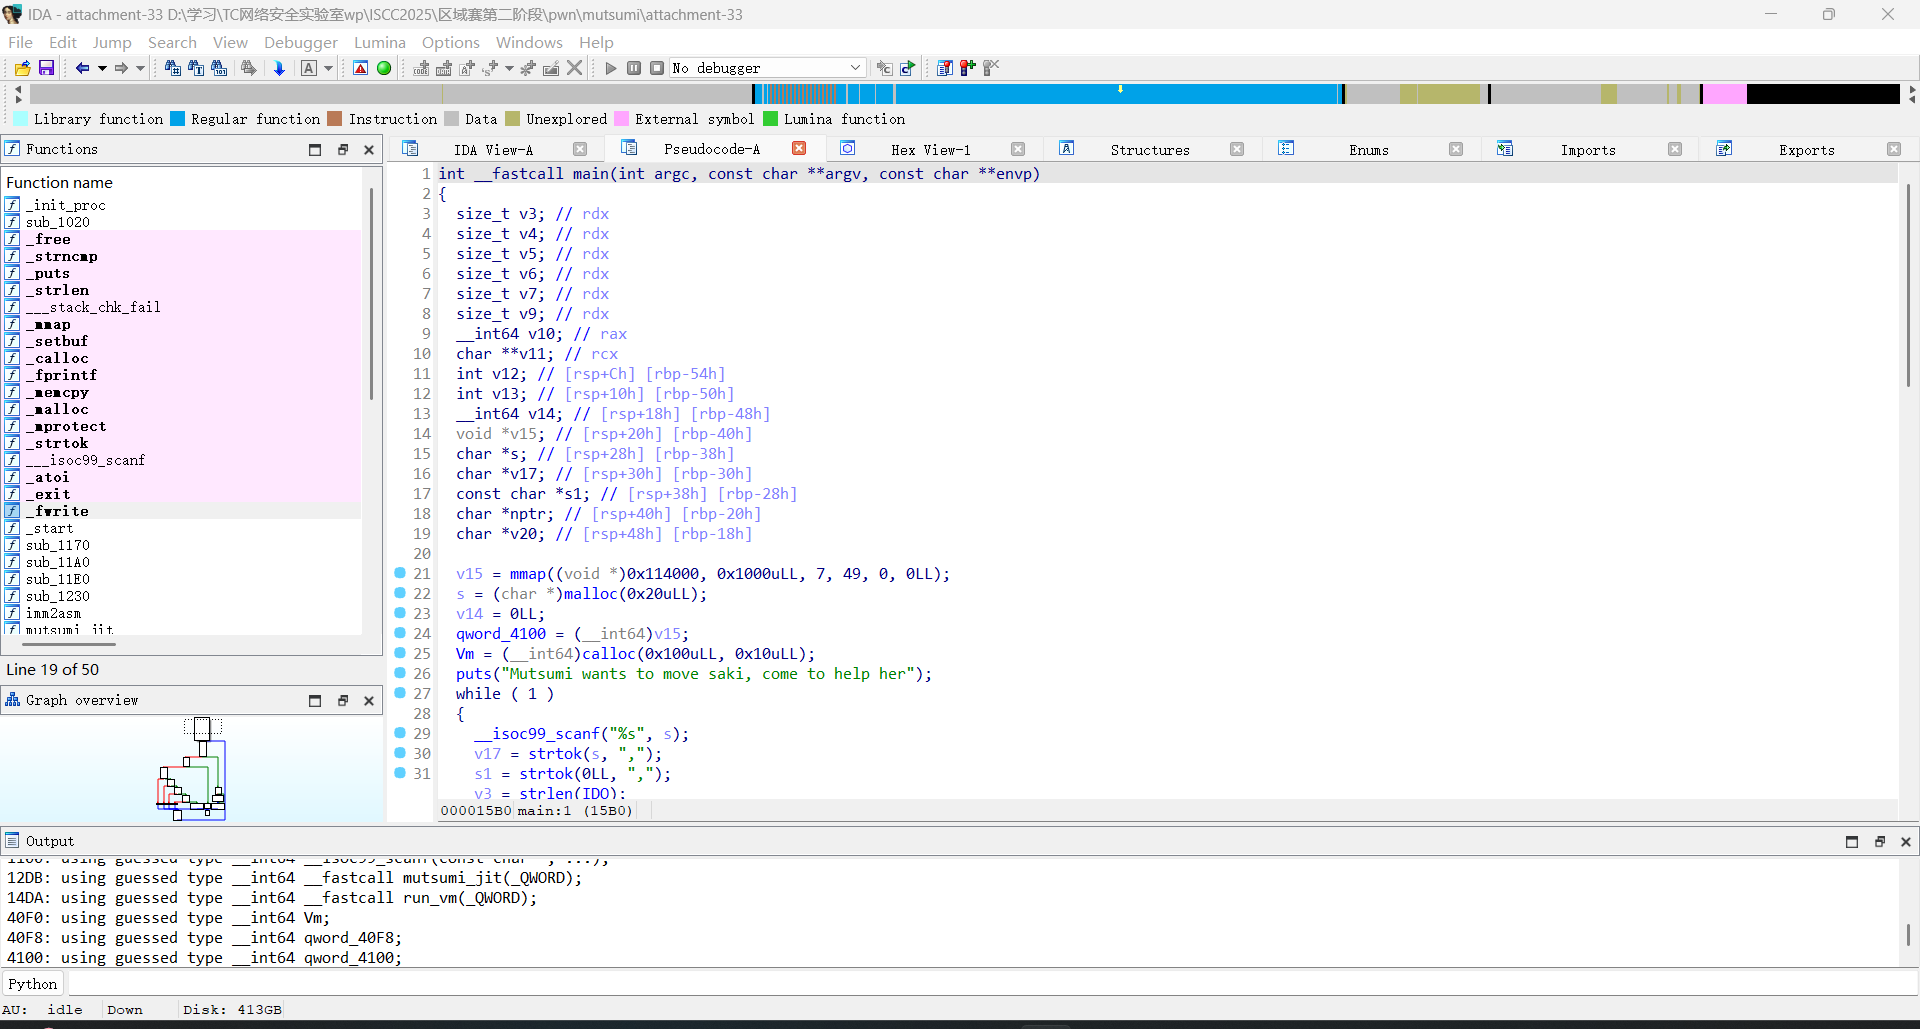 IDA - attachment-33 D:\学习\TC网络安全实验室wp\ISCC2025\区域赛第二阶段\pwn\mutsumi\attachment-33
File Edit Jump Search View Debugger Lumina Options Windows Help
No debugger
Library function Regular function Instruction Data Unexplored External symbol Lumina function
Functions
IDA View-A Pseudocode-A Hex View-1 Structures Enums Imports Exports
Function name
_init_proc
sub_1020
_free
_strncmp
_puts
_strlen
___stack_chk_fail
_mmap
_setbuf
_calloc
_fprintf
_memcpy
_malloc
_mprotect
_strtok
___isoc99_scanf
_atoi
_exit
_fwrite
_start
sub_1170
sub_11A0
sub_11E0
sub_1230
imm2asm
mutsumi_jit
Line 19 of 50
Graph overview
1 int __fastcall main(int argc, const char **argv, const char **envp)
2 {
3 size_t v3; // rdx
4 size_t v4; // rdx
5 size_t v5; // rdx
6 size_t v6; // rdx
7 size_t v7; // rdx
8 size_t v9; // rdx
9 __int64 v10; // rax
10 char **v11; // rcx
11 int v12; // [rsp+Ch] [rbp-54h]
12 int v13; // [rsp+10h] [rbp-50h]
13 __int64 v14; // [rsp+18h] [rbp-48h]
14 void *v15; // [rsp+20h] [rbp-40h]
15 char *s; // [rsp+28h] [rbp-38h]
16 char *v17; // [rsp+30h] [rbp-30h]
17 const char *s1; // [rsp+38h] [rbp-28h]
18 char *nptr; // [rsp+40h] [rbp-20h]
19 char *v20; // [rsp+48h] [rbp-18h]
20
21 v15 = mmap((void *)0x114000, 0x1000uLL, 7, 49, 0, 0LL);
22 s = (char *)malloc(0x20uLL);
23 v14 = 0LL;
24 qword_4100 = (__int64)v15;
25 Vm = (__int64)calloc(0x100uLL, 0x10uLL);
26 puts("Mutsumi wants to move saki, come to help her");
27 while ( 1 )
28 {
29 __isoc99_scanf("%s", s);
30 v17 = strtok(s, ",");
31 s1 = strtok(0LL, ",");
v3 = strlen(IDO);
000015B0 main:1 (15B0)
Output
1100: using guessed type __int64 __isoc99_scanf(const char *, ...);
12DB: using guessed type __int64 __fastcall mutsumi_jit(_QWORD);
14DA: using guessed type __int64 __fastcall run_vm(_QWORD);
40F0: using guessed type __int64 Vm;
40F8: using guessed type __int64 qword_40F8;
4100: using guessed type __int64 qword_4100;
Python
AU: idle Down Disk: 413GB